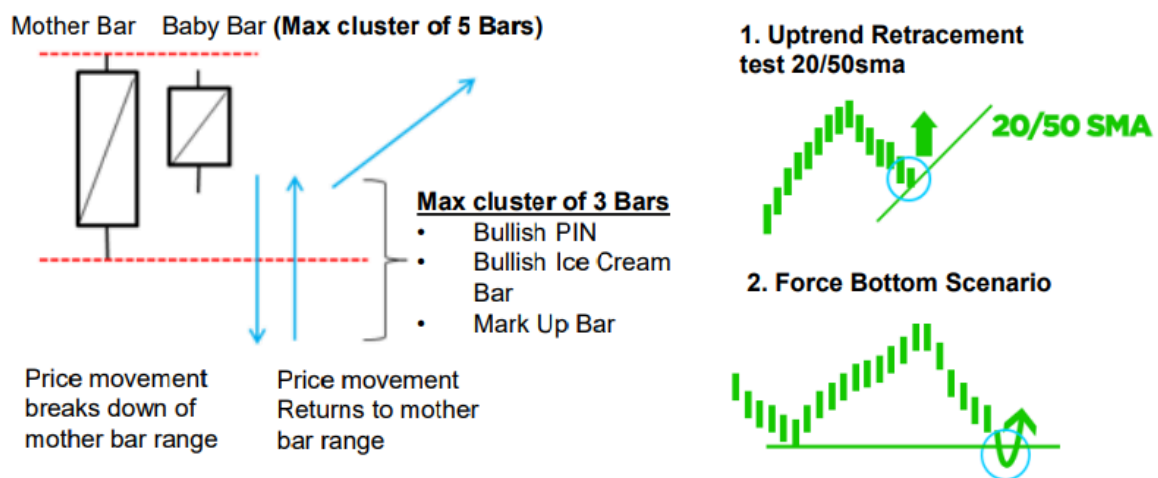 Mother Bar Baby Bar (Max cluster of 5 Bars)
Max cluster of 3 Bars
• Bullish PIN
• Bullish Ice Cream
Bar
• Mark Up Bar
Price movement
breaks down of
mother bar range
Price movement
Returns to mother
bar range
1. Uptrend Retracement
test 20/50sma
20/50 SMA
2. Force Bottom Scenario